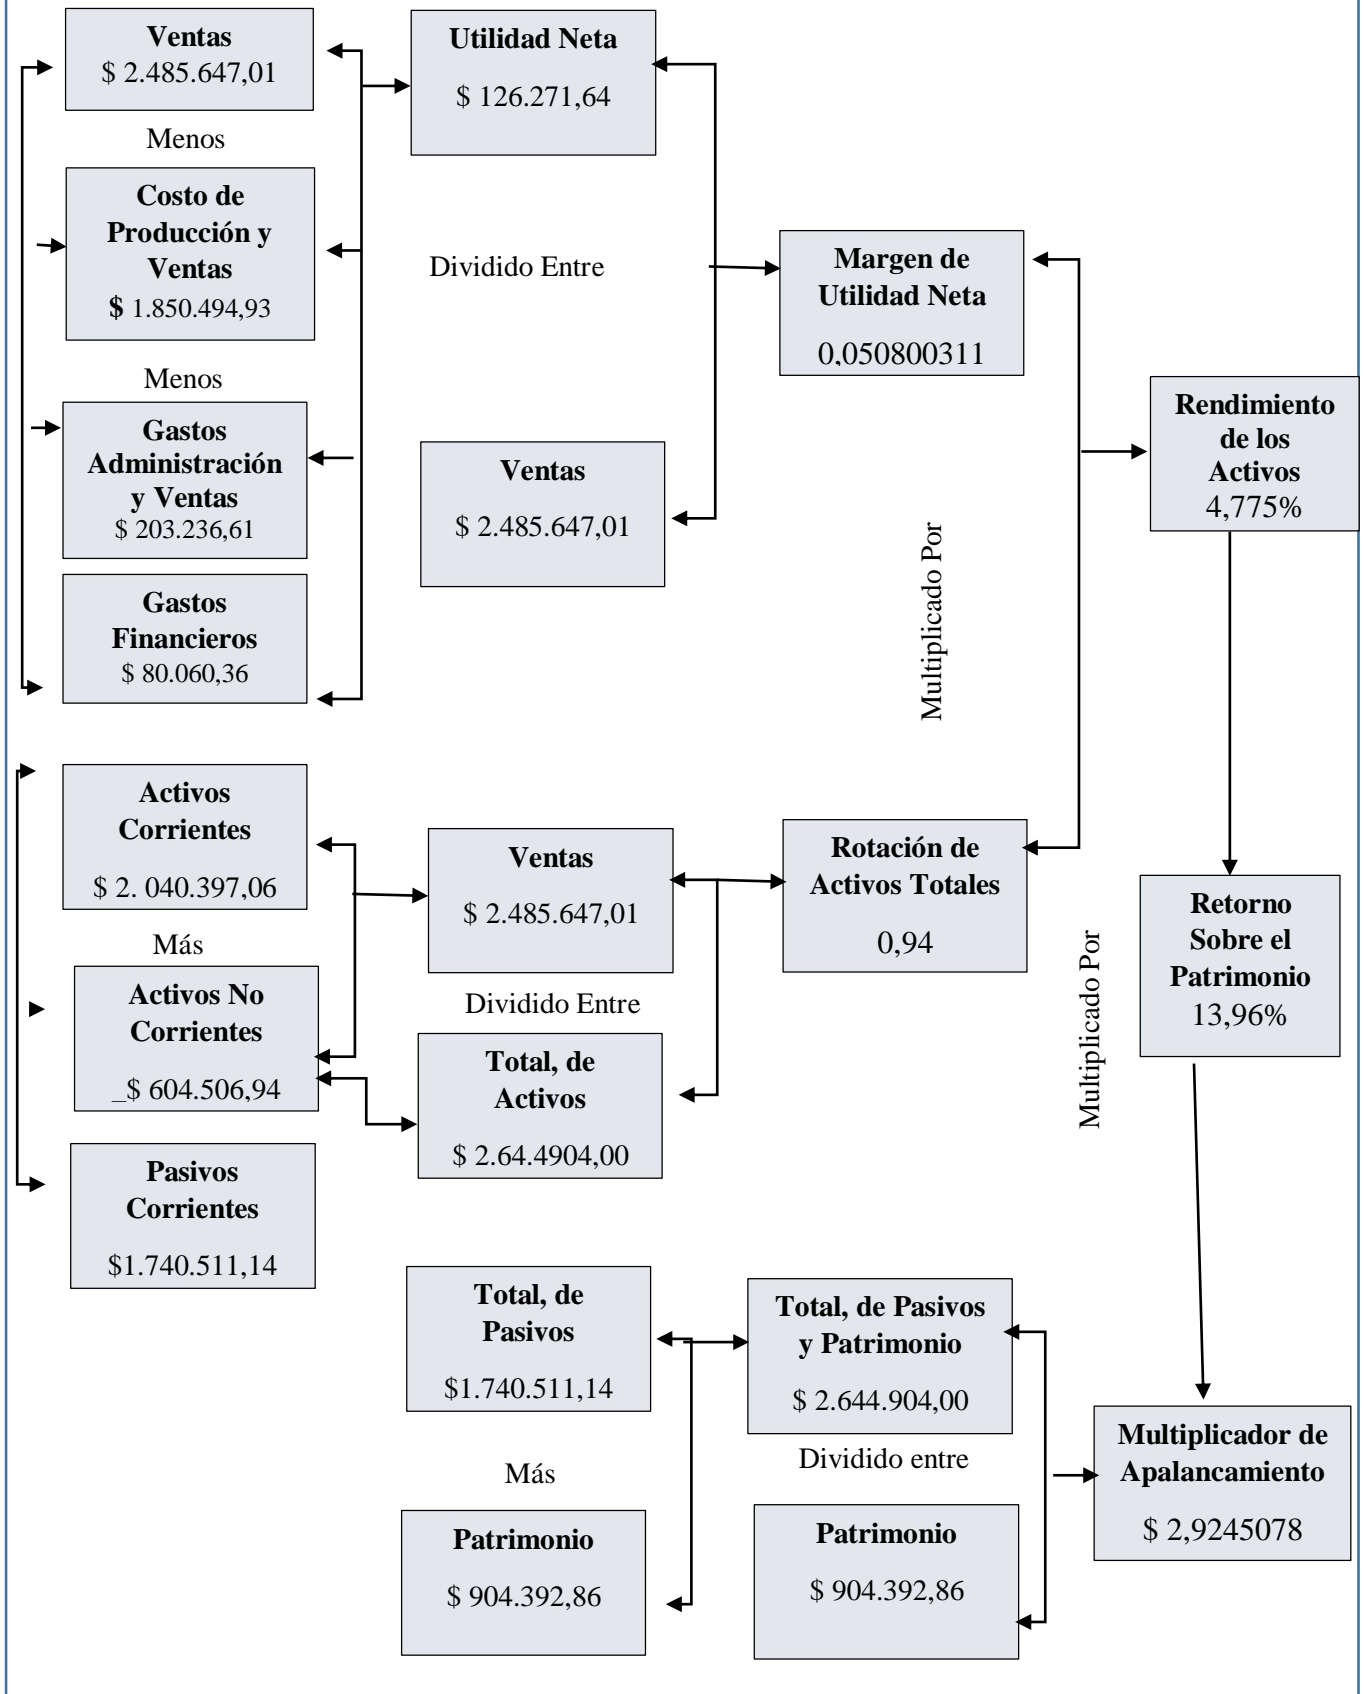 Ventas
$ 2.485.647,01
Menos
Costo de
Producción y
Ventas
$ 1.850.494,93
Menos
Gastos
Administración
y Ventas
$ 203.236,61
Gastos
Financieros
$ 80.060,36
Utilidad Neta
$ 126.271,64
Dividido Entre
Ventas
$ 2.485.647,01
Margen de
Utilidad Neta
0,050800311
Multiplicado Por
Rendimiento
de los
Activos
4,775%
Activos
Corrientes
$ 2. 040.397,06
Más
Activos No
Corrientes
_$ 604.506,94
Pasivos
Corrientes
$1.740.511,14
Ventas
$ 2.485.647,01
Dividido Entre
Total, de
Activos
$ 2.64.4904,00
Rotación de
Activos Totales
0,94
Multiplicado Por
Retorno
Sobre el
Patrimonio
13,96%
Total, de
Pasivos
$1.740.511,14
Más
Patrimonio
$ 904.392,86
Total, de Pasivos
y Patrimonio
$ 2.644.904,00
Dividido entre
Patrimonio
$ 904.392,86
Multiplicador de
Apalancamiento
$ 2,9245078